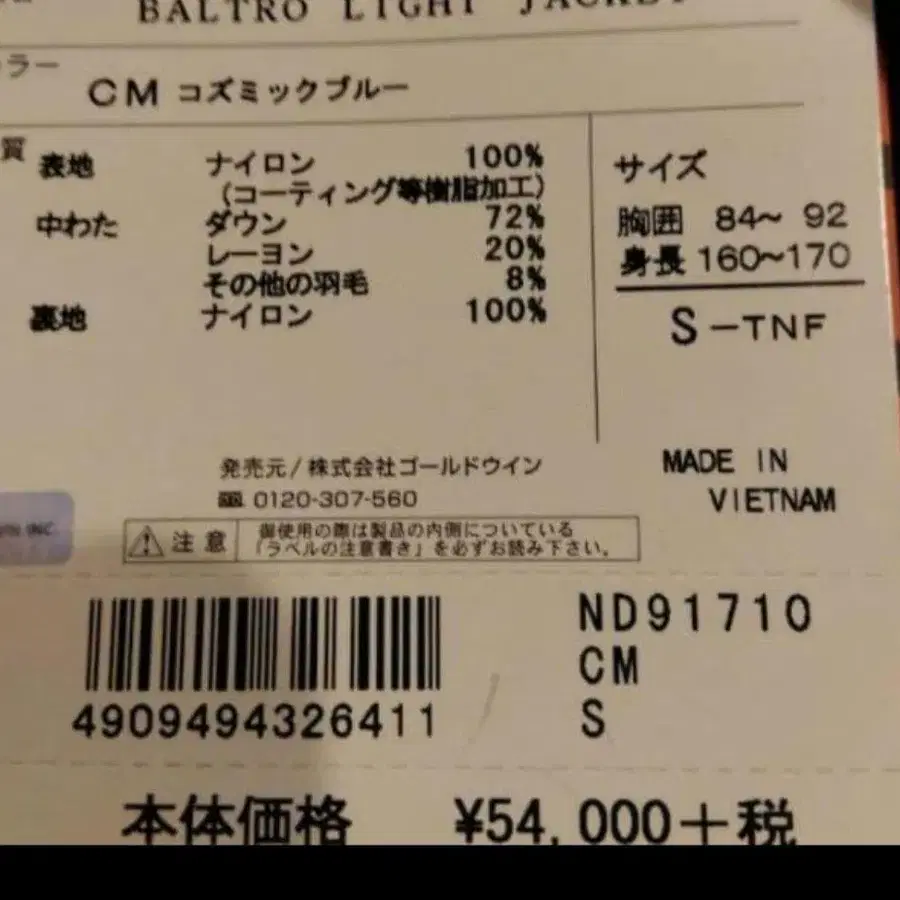 BALTRO LIGHT JACKET
ラー
CM コズミックブルー
質 表地 ナイロン 100%
(コーティング等樹脂加工)
中わた ダウン 72%
レーヨン 20%
その他の羽毛 8%
裏地 ナイロン 100%
サイズ
胸囲 84~ 92
身長 160~170
S-TNF
発売元/株式会社ゴールドウイン
0120-307-560
MADE IN
VIETNAM
INC.
注意 御使用の際は製品の内側についている
「ラベルの注意書き」を必ずお読み下さい。
4909494326411
ND91710
CM
S
本体価格 ¥54,000+税